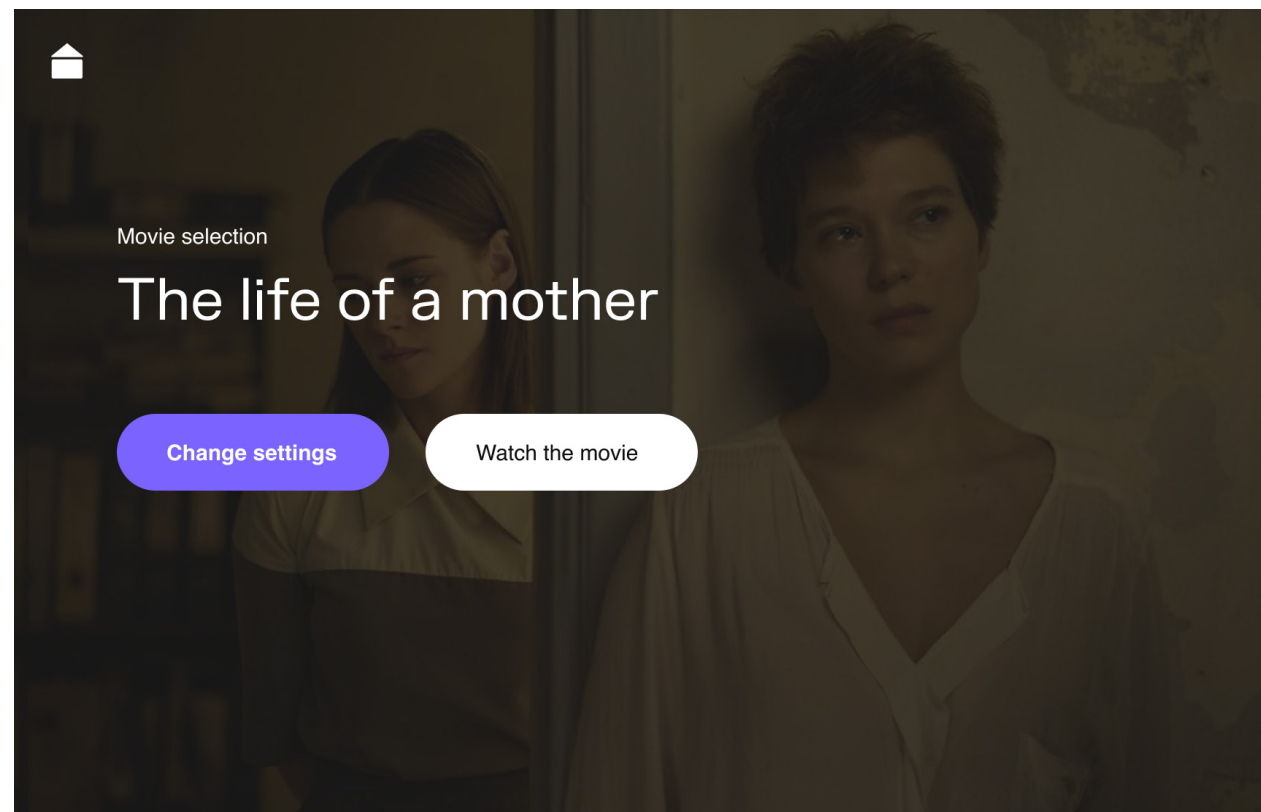 Movie selection
The life of a mother
Change settings
Watch the movie